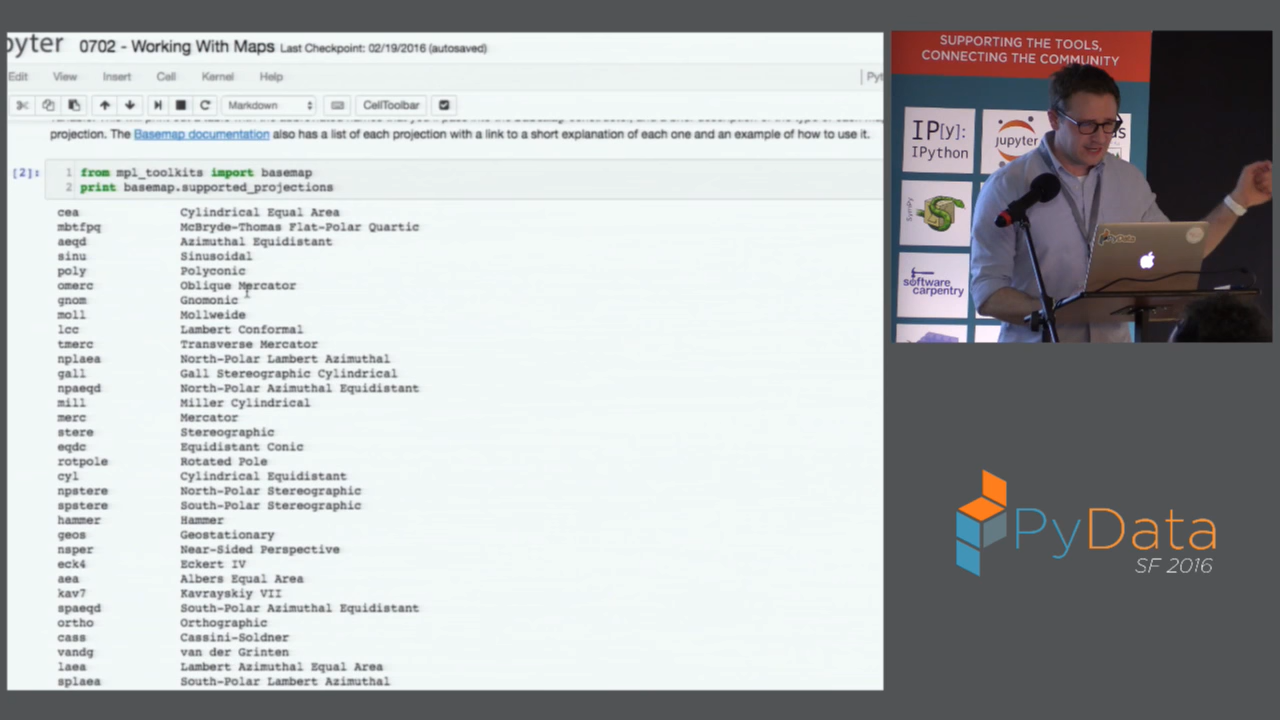 pyter 0702 - Working With Maps Last Checkpoint: 02/19/2016 (autosaved)
Edit View Insert Cell Kernel Help Pyt
Markdown CellToolbar
projection. The Basemap documentation also has a list of each projection with a link to a short explanation of each one and an example of how to use it.
[2]: 1 from mpl_toolkits import basemap
2 print basemap.supported_projections
cea Cylindrical Equal Area
mbtfpq McBryde-Thomas Flat-Polar Quartic
aeqd Azimuthal Equidistant
sinu Sinusoidal
poly Polyconic
omerc Oblique Mercator
gnom Gnomonic
moll Mollweide
lcc Lambert Conformal
tmerc Transverse Mercator
nplaea North-Polar Lambert Azimuthal
gall Gall Stereographic Cylindrical
npaeqd North-Polar Azimuthal Equidistant
mill Miller Cylindrical
merc Mercator
stere Stereographic
eqdc Equidistant Conic
rotpole Rotated Pole
cyl Cylindrical Equidistant
npstere North-Polar Stereographic
spstere South-Polar Stereographic
hammer Hammer
geos Geostationary
nsper Near-Sided Perspective
eck4 Eckert IV
aea Albers Equal Area
kav7 Kavrayskiy VII
spaeqd South-Polar Azimuthal Equidistant
ortho Orthographic
cass Cassini-Soldner
vandg van der Grinten
laea Lambert Azimuthal Equal Area
splaea South-Polar Lambert Azimuthal
SUPPORTING THE TOOLS,
CONNECTING THE COMMUNITY
IP[y]:
IPython
jupyter
SymPy
software
carpentry
PyData
PyData
SF 2016